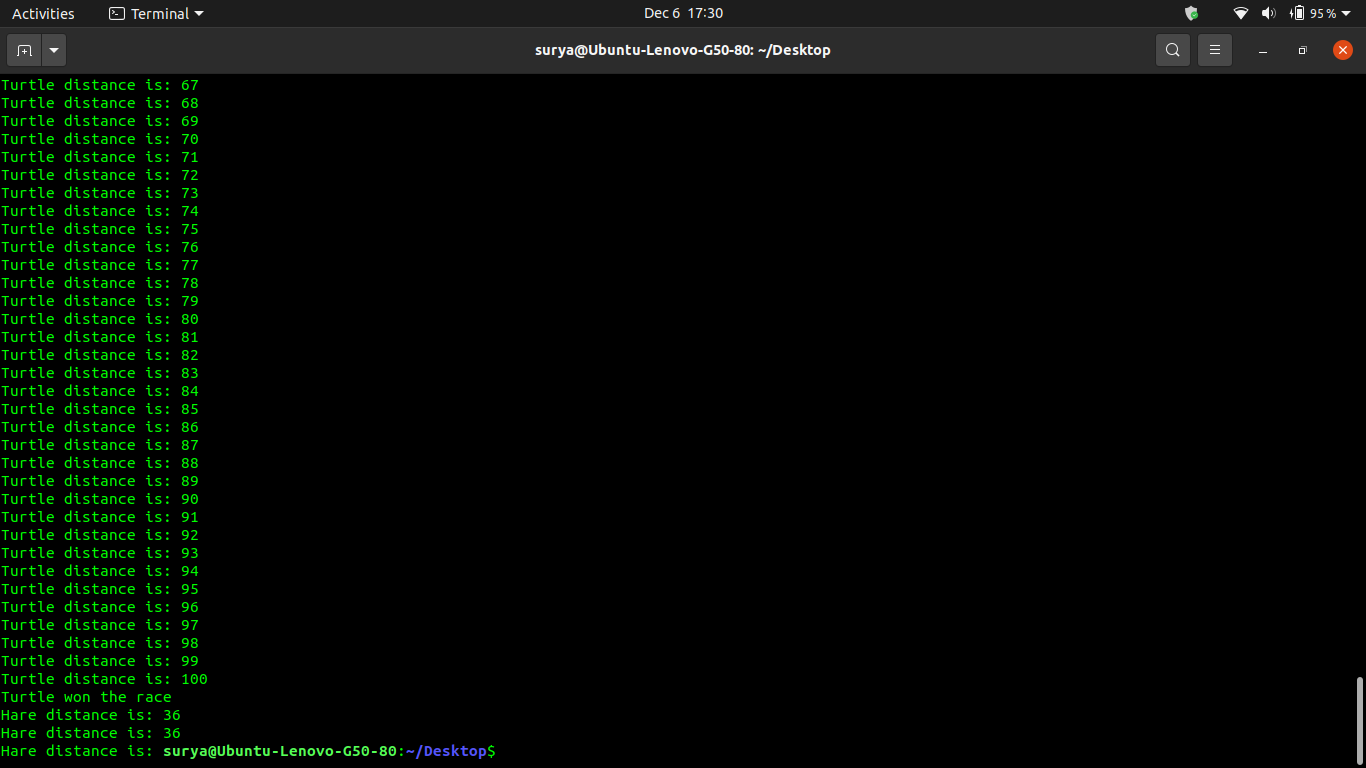 Activities Terminal Dec 6 17:30 95%
surya@Ubuntu-Lenovo-G50-80: ~/Desktop
Turtle distance is: 67
Turtle distance is: 68
Turtle distance is: 69
Turtle distance is: 70
Turtle distance is: 71
Turtle distance is: 72
Turtle distance is: 73
Turtle distance is: 74
Turtle distance is: 75
Turtle distance is: 76
Turtle distance is: 77
Turtle distance is: 78
Turtle distance is: 79
Turtle distance is: 80
Turtle distance is: 81
Turtle distance is: 82
Turtle distance is: 83
Turtle distance is: 84
Turtle distance is: 85
Turtle distance is: 86
Turtle distance is: 87
Turtle distance is: 88
Turtle distance is: 89
Turtle distance is: 90
Turtle distance is: 91
Turtle distance is: 92
Turtle distance is: 93
Turtle distance is: 94
Turtle distance is: 95
Turtle distance is: 96
Turtle distance is: 97
Turtle distance is: 98
Turtle distance is: 99
Turtle distance is: 100
Turtle won the race
Hare distance is: 36
Hare distance is: 36
Hare distance is: surya@Ubuntu-Lenovo-G50-80:~/Desktop$